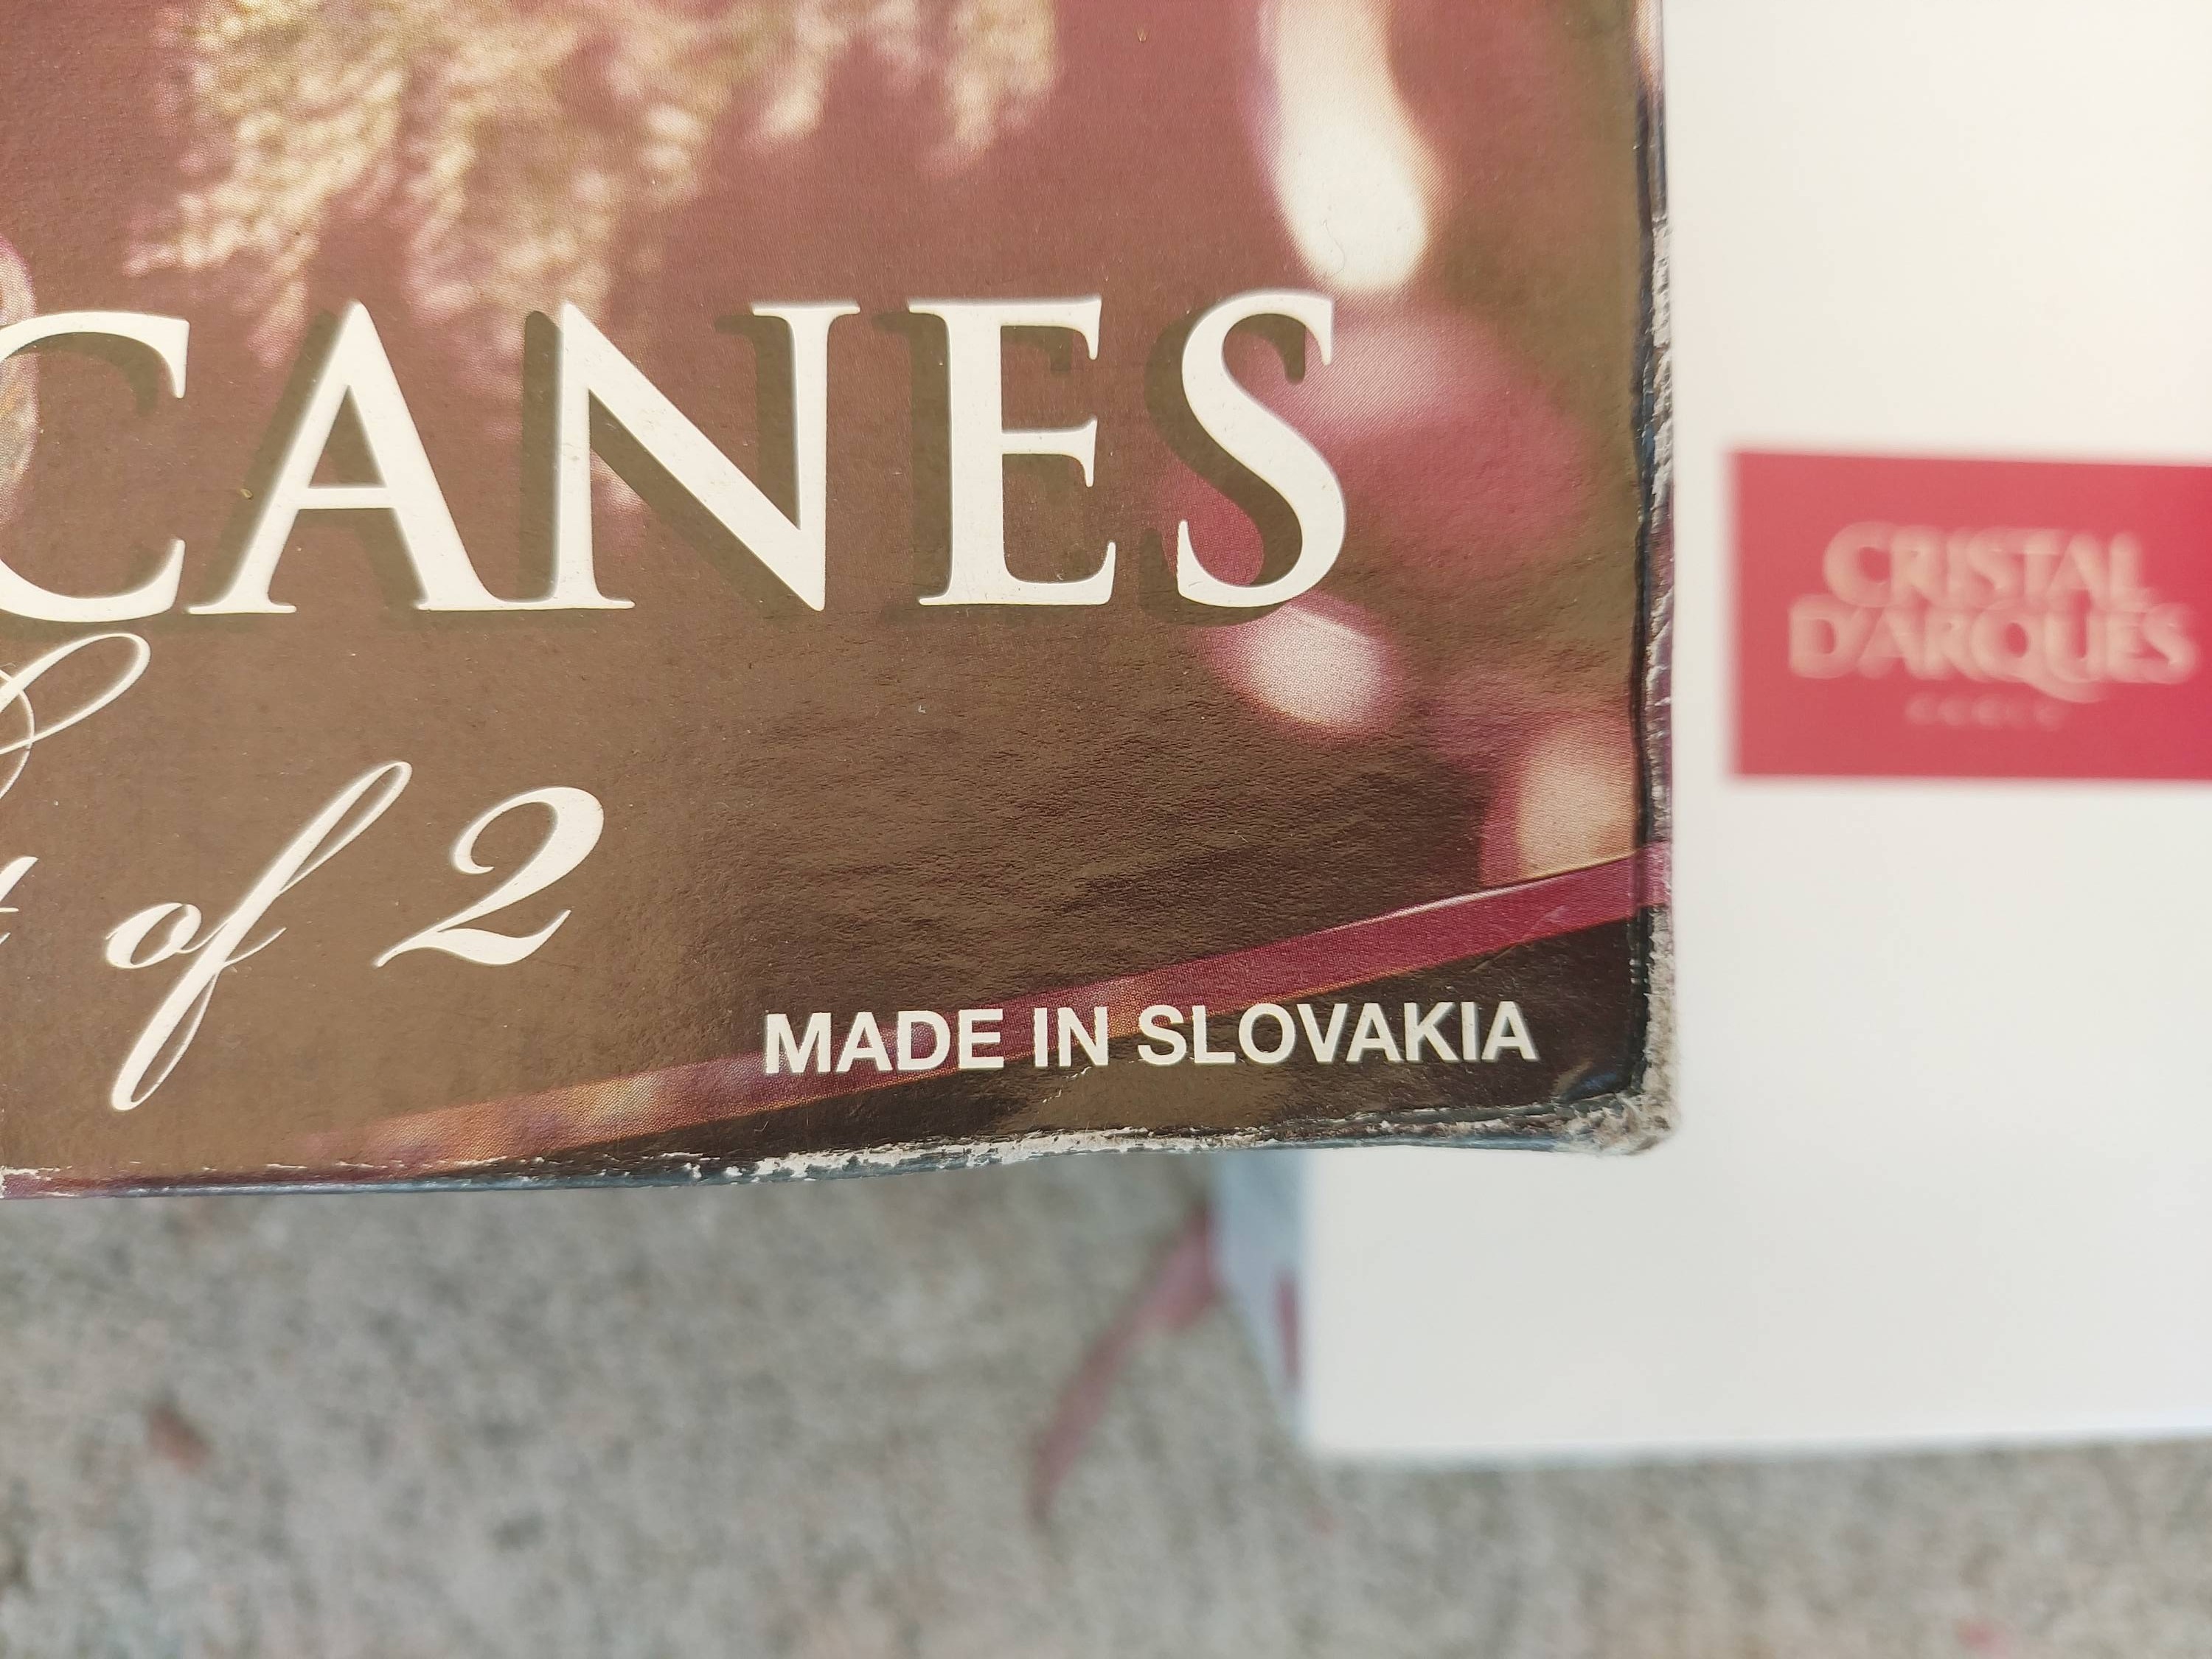 CANES
of 2
MADE IN SLOVAKIA
CRISTAL
D'ARQUES